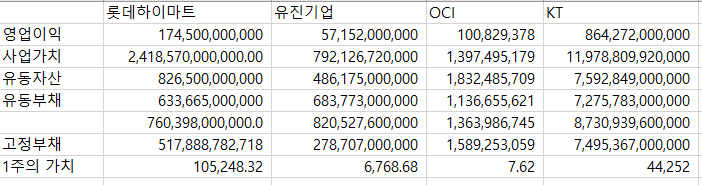 롯데하이마트 유진기업 OCI KT
영업이익 174,500,000,000 57,152,000,000 100,829,378 864,272,000,000
사업가치 2,418,570,000,000.00 792,126,720,000 1,397,495,179 11,978,809,920,000
유동자산 826,500,000,000 486,175,000,000 1,832,485,709 7,592,849,000,000
유동부채 633,665,000,000 683,773,000,000 1,136,655,621 7,275,783,000,000
760,398,000,000.0 820,527,600,000 1,363,986,745 8,730,939,600,000
고정부채 517,888,782,718 278,707,000,000 1,589,253,059 7,495,367,000,000
1주의 가치 105,248.32 6,768.68 7.62 44,252